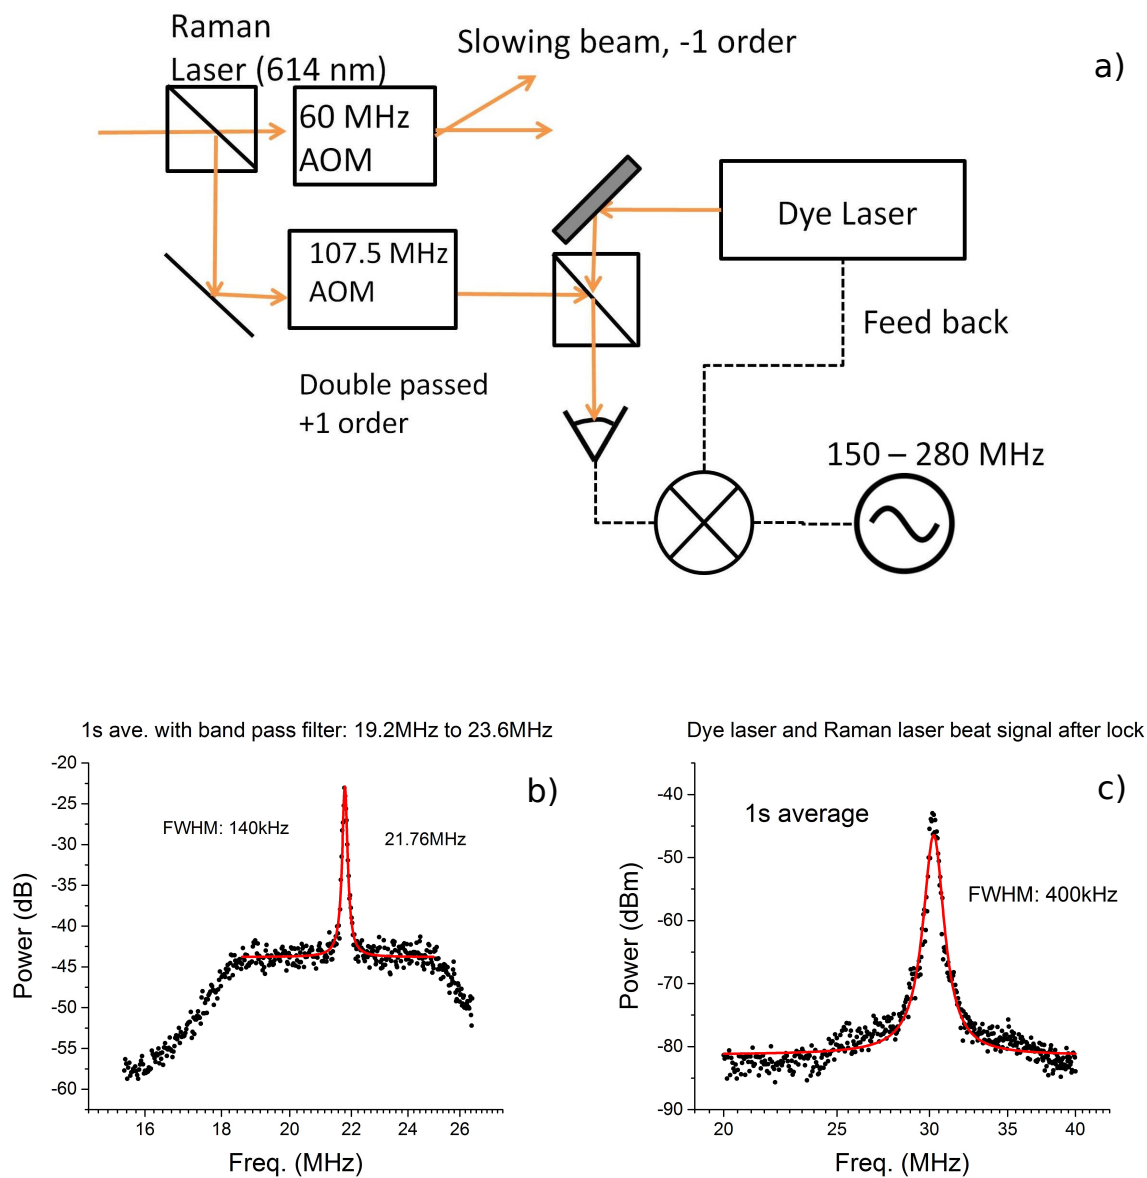 Raman
Laser (614 nm)
Slowing beam, -1 order
a)
60 MHz
AOM
Dye Laser
107.5 MHz
AOM
Feed back
Double passed
+1 order
150 – 280 MHz
1s ave. with band pass filter: 19.2MHz to 23.6MHz
-20
-25
-30
-35
-40
-45
-50
-55
-60
Power (dB)
b)
FWHM: 140kHz
21.76MHz
16
20
22
24
26
Freq. (MHz)
Dye laser and Raman laser beat signal after lock
-40
-50
-60
-70
-80
-90
Power (dBm)
c)
1s average
FWHM: 400kHz
20
25
30
35
40
Freq. (MHz)